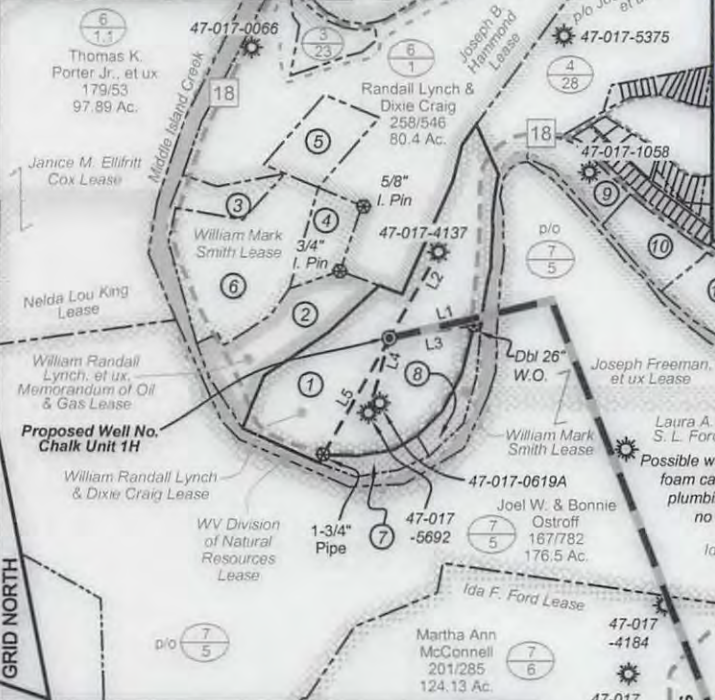 6
1.1
Thomas K.
Porter Jr., et ux
179/53
97.89 Ac.
47-017-0066
3
23
18
Middle Island Creek
6
1
Randall Lynch &
Dixie Craig
258/546
80.4 Ac.
Joseph B.
Hammond
Lease
p/o
47-017-5375
4
28
18
47-017-1058
9
10
Janice M. Ellifritt
Cox Lease
5
3
4
5/8"
I. Pin
William Mark
Smith Lease
3/4"
I. Pin
47-017-4137
p/o
7
5
6
2
Nelda Lou King
Lease
L2
L1
L3
L4
L5
Dbl 26"
W.O.
William Randall
Lynch, et ux,
Memorandum of Oil
& Gas Lease
1
8
Joseph Freeman,
et ux Lease
Proposed Well No.
Chalk Unit 1H
William Mark
Smith Lease
Laura A.
S. L. Ford
Possible w
foam ca
plumbi
no
William Randall Lynch
& Dixie Craig Lease
47-017-0619A
WV Division
of Natural
Resources
Lease
1-3/4"
Pipe
7
47-017
-5692
7
5
Joel W. & Bonnie
Ostroff
167/782
176.5 Ac.
Ida F. Ford Lease
GRID NORTH
p/o
7
5
Martha Ann
McConnell
201/285
124.13 Ac.
7
6
47-017
-4184
47-017